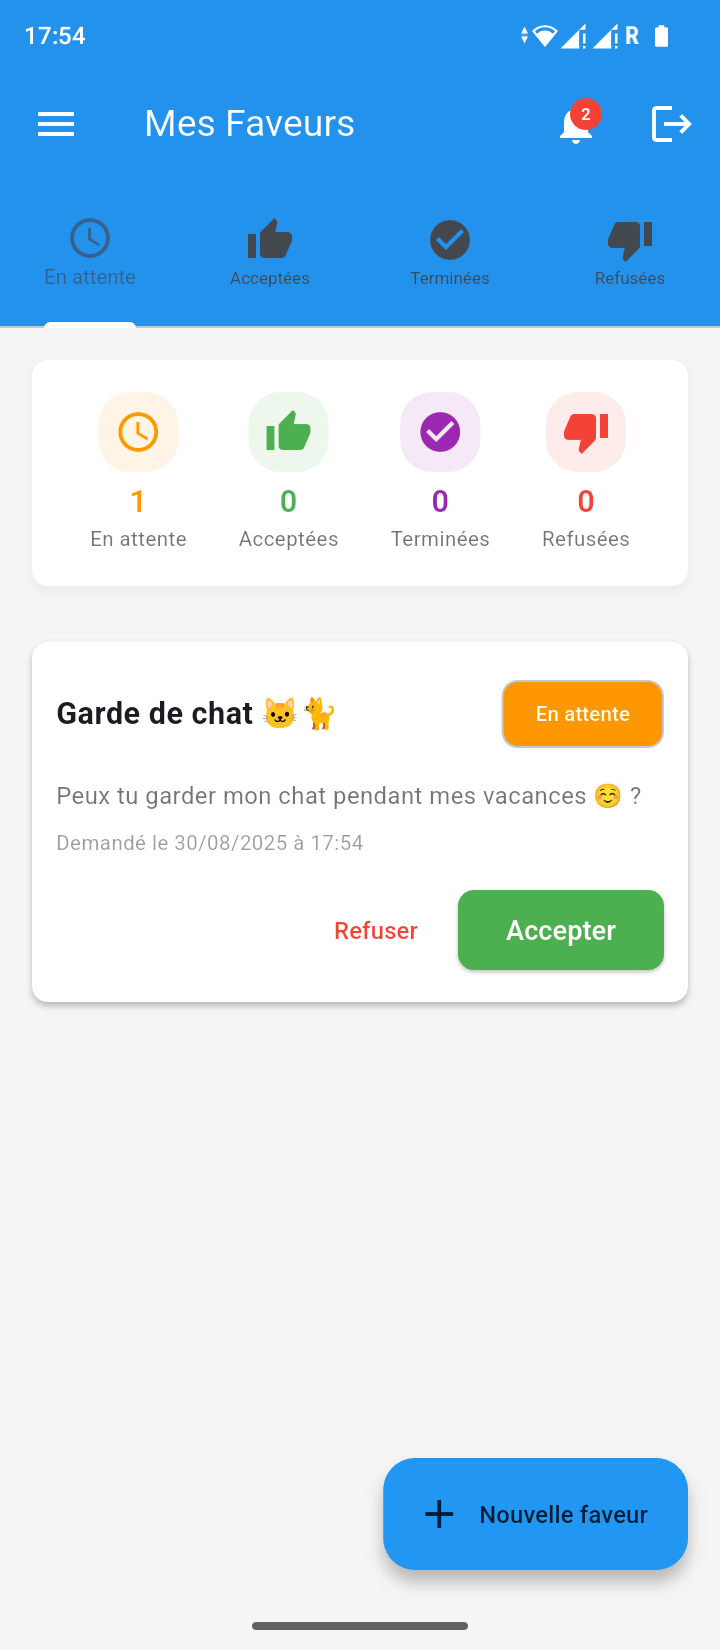 17:54 R
Mes Faveurs 2
En attente Acceptées Terminées Refusées
1 0 0 0
En attente Acceptées Terminées Refusées
Garde de chat 🐱🐈 En attente
Peux tu garder mon chat pendant mes vacances ☺️ ?
Demandé le 30/08/2025 à 17:54
Refuser Accepter
+ Nouvelle faveur